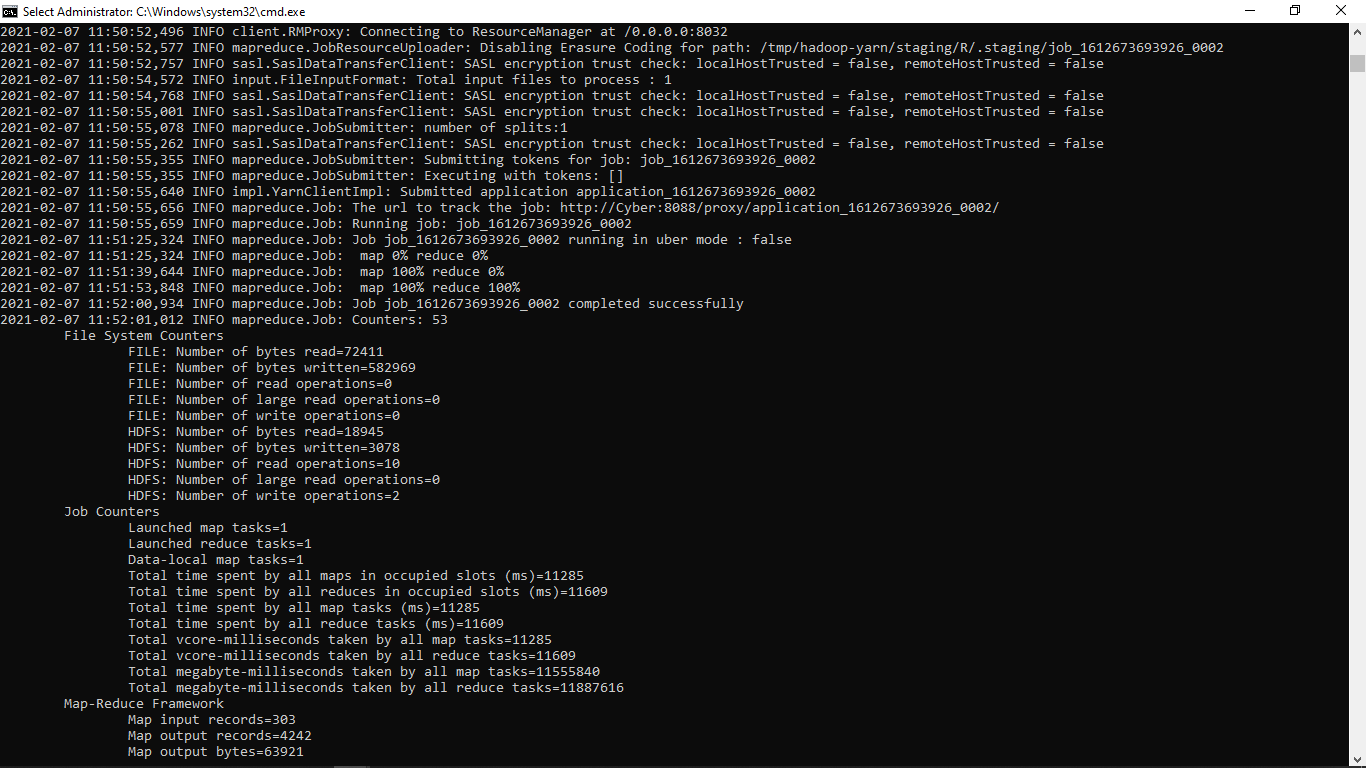 Select Administrator: C:\Windows\system32\cmd.exe
2021-02-07 11:50:52,496 INFO client.RMProxy: Connecting to ResourceManager at /0.0.0.0:8032
2021-02-07 11:50:52,577 INFO mapreduce.JobResourceUploader: Disabling Erasure Coding for path: /tmp/hadoop-yarn/staging/R/.staging/job_1612673693926_0002
2021-02-07 11:50:52,757 INFO sasl.SaslDataTransferClient: SASL encryption trust check: localHostTrusted = false, remoteHostTrusted = false
2021-02-07 11:50:54,572 INFO input.FileInputFormat: Total input files to process : 1
2021-02-07 11:50:54,768 INFO sasl.SaslDataTransferClient: SASL encryption trust check: localHostTrusted = false, remoteHostTrusted = false
2021-02-07 11:50:55,001 INFO sasl.SaslDataTransferClient: SASL encryption trust check: localHostTrusted = false, remoteHostTrusted = false
2021-02-07 11:50:55,078 INFO mapreduce.JobSubmitter: number of splits:1
2021-02-07 11:50:55,262 INFO sasl.SaslDataTransferClient: SASL encryption trust check: localHostTrusted = false, remoteHostTrusted = false
2021-02-07 11:50:55,355 INFO mapreduce.JobSubmitter: Submitting tokens for job: job_1612673693926_0002
2021-02-07 11:50:55,355 INFO mapreduce.JobSubmitter: Executing with tokens: []
2021-02-07 11:50:55,640 INFO impl.YarnClientImpl: Submitted application application_1612673693926_0002
2021-02-07 11:50:55,656 INFO mapreduce.Job: The url to track the job: http://Cyber:8088/proxy/application_1612673693926_0002/
2021-02-07 11:50:55,659 INFO mapreduce.Job: Running job: job_1612673693926_0002
2021-02-07 11:51:25,324 INFO mapreduce.Job: Job job_1612673693926_0002 running in uber mode : false
2021-02-07 11:51:25,324 INFO mapreduce.Job:  map 0% reduce 0%
2021-02-07 11:51:39,644 INFO mapreduce.Job:  map 100% reduce 0%
2021-02-07 11:51:53,848 INFO mapreduce.Job:  map 100% reduce 100%
2021-02-07 11:52:00,934 INFO mapreduce.Job: Job job_1612673693926_0002 completed successfully
2021-02-07 11:52:01,012 INFO mapreduce.Job: Counters: 53
File System Counters
FILE: Number of bytes read=72411
FILE: Number of bytes written=582969
FILE: Number of read operations=0
FILE: Number of large read operations=0
FILE: Number of write operations=0
HDFS: Number of bytes read=18945
HDFS: Number of bytes written=3078
HDFS: Number of read operations=10
HDFS: Number of large read operations=0
HDFS: Number of write operations=2
Job Counters
Launched map tasks=1
Launched reduce tasks=1
Data-local map tasks=1
Total time spent by all maps in occupied slots (ms)=11285
Total time spent by all reduces in occupied slots (ms)=11609
Total time spent by all map tasks (ms)=11285
Total time spent by all reduce tasks (ms)=11609
Total vcore-milliseconds taken by all map tasks=11285
Total vcore-milliseconds taken by all reduce tasks=11609
Total megabyte-milliseconds taken by all map tasks=11555840
Total megabyte-milliseconds taken by all reduce tasks=11887616
Map-Reduce Framework
Map input records=303
Map output records=4242
Map output bytes=63921